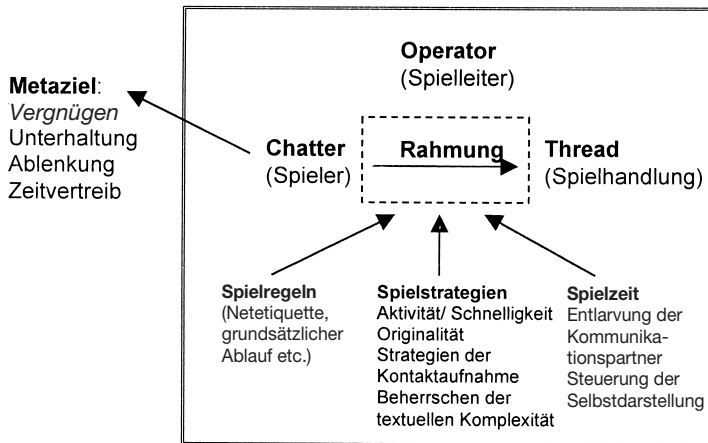 Operator
(Spielleiter)
Metaziel:
Vergnügen
Unterhaltung
Ablenkung
Zeitvertreib
Chatter
(Spieler)
Rahmung
Thread
(Spielhandlung)
Spielregeln
(Netetiquette,
grundsätzlicher
Ablauf etc.)
Spielstrategien
Aktivität/ Schnelligkeit
Originalität
Strategien der
Kontaktaufnahme
Beherrschen der
textuellen Komplexität
Spielzeit
Entlarvung der
Kommunika-
tionspartner
Steuerung der
Selbstdarstellung